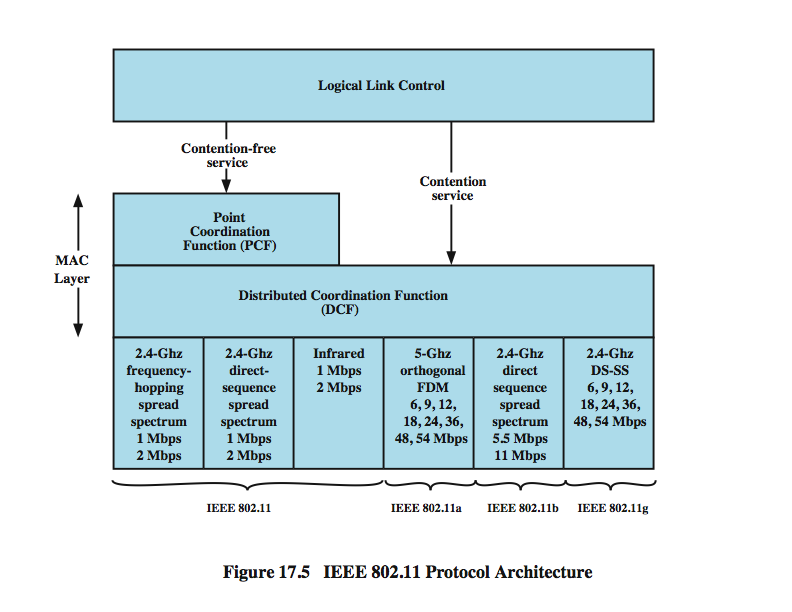 Logical Link Control
Contention-free
service
Contention
service
Point
Coordination
Function (PCF)
MAC
Layer
Distributed Coordination Function
(DCF)
2.4-Ghz
frequency-
hopping
spread
spectrum
1 Mbps
2 Mbps
2.4-Ghz
direct-
sequence
spread
spectrum
1 Mbps
2 Mbps
Infrared
1 Mbps
2 Mbps
5-Ghz
orthogonal
FDM
6, 9, 12,
18, 24, 36,
48, 54 Mbps
2.4-Ghz
direct
sequence
spread
spectrum
5.5 Mbps
11 Mbps
2.4-Ghz
DS-SS
6, 9, 12,
18, 24, 36,
48, 54 Mbps
IEEE 802.11
IEEE 802.11a
IEEE 802.11b
IEEE 802.11g
Figure 17.5 IEEE 802.11 Protocol Architecture